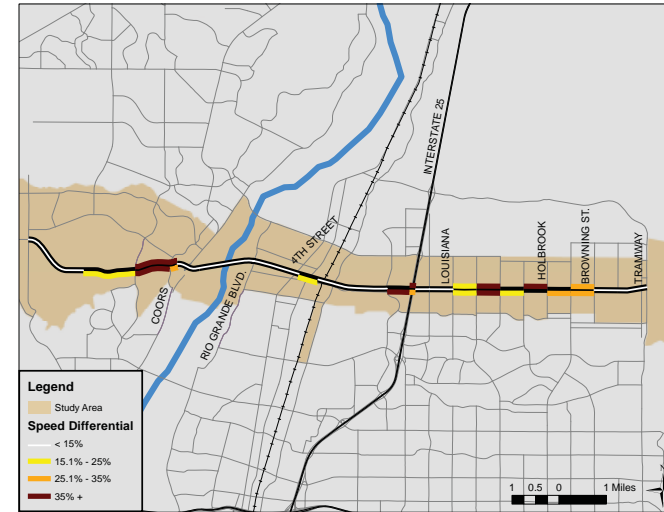 INTERSTATE 25
4TH STREET
LOUISIANA
HOLBROOK
BROWNING ST.
TRAMWAY
COORS
RIO GRANDE BLVD.
Legend
Study Area
Speed Differential
< 15%
15.1% - 25%
25.1% - 35%
35% +
1 0.5 0 1 Miles
N